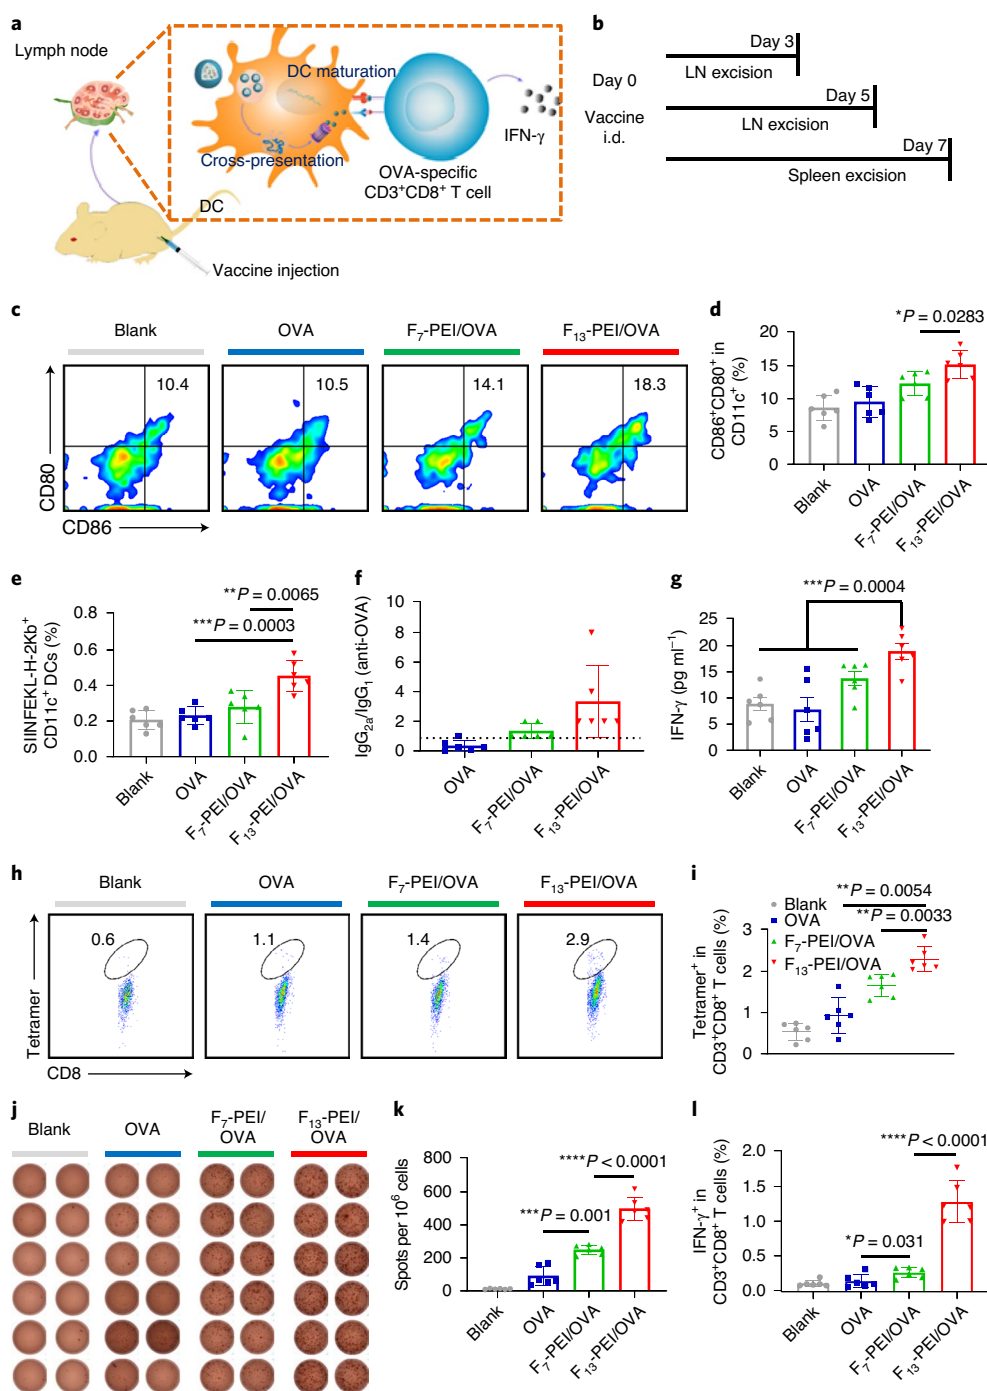 a
Lymph node
DC maturation
Cross-presentation
IFN-γ
OVA-specific
CD3⁺CD8⁺ T cell
DC
Vaccine injection
b
Day 0
Vaccine
i.d.
Day 3
LN excision
Day 5
LN excision
Day 7
Spleen excision
c
Blank
OVA
F₇-PEI/OVA
F₁₃-PEI/OVA
10.4
10.5
14.1
18.3
CD80
CD86
d
*P = 0.0283
CD86⁺CD80⁺ in
CD11c⁺ (%)
20
15
10
5
0
Blank
OVA
F₇-PEI/OVA
F₁₃-PEI/OVA
e
**P = 0.0065
***P = 0.0003
SIINFEKL-H-2Kb⁺
CD11c⁺ DCs (%)
0.8
0.6
0.4
0.2
0.0
Blank
OVA
F₇-PEI/OVA
F₁₃-PEI/OVA
f
IgG₂ₐ/IgG₁ (anti-OVA)
10
8
6
4
2
0
OVA
F₇-PEI/OVA
F₁₃-PEI/OVA
g
***P = 0.0004
IFN-γ (pg ml⁻¹)
25
20
15
10
5
0
Blank
OVA
F₇-PEI/OVA
F₁₃-PEI/OVA
h
Blank
OVA
F₇-PEI/OVA
F₁₃-PEI/OVA
0.6
1.1
1.4
2.9
Tetramer
CD8
i
**P = 0.0054
**P = 0.0033
Blank
OVA
F₇-PEI/OVA
F₁₃-PEI/OVA
Tetramer⁺ in
CD3⁺CD8⁺ T cells (%)
3
2
1
0
j
Blank
OVA
F₇-PEI/
OVA
F₁₃-PEI/
OVA
k
****P < 0.0001
***P = 0.001
Spots per 10⁶ cells
800
600
400
200
0
Blank
OVA
F₇-PEI/OVA
F₁₃-PEI/OVA
l
****P < 0.0001
*P = 0.031
IFN-γ⁺ in
CD3⁺CD8⁺ T cells (%)
2.0
1.5
1.0
0.5
0.0
Blank
OVA
F₇-PEI/OVA
F₁₃-PEI/OVA